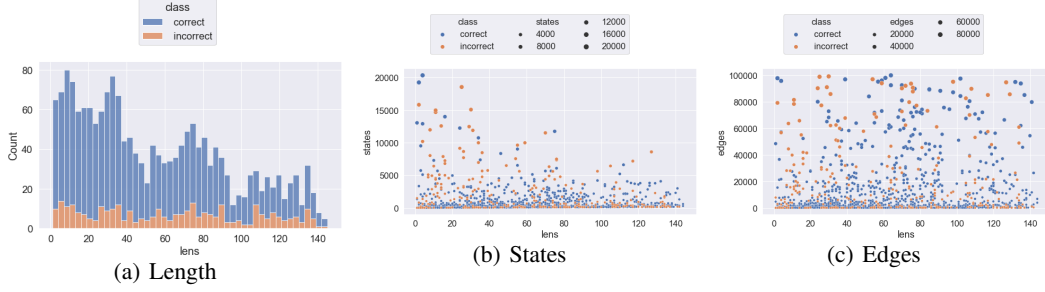 class
correct
incorrect
80
60
40
20
0
Count
0 20 40 60 80 100 120 140
lens
(a) Length
class states 12000
correct 4000 16000
incorrect 8000 20000
20000
15000
10000
5000
0
states
0 20 40 60 80 100 120 140
lens
(b) States
class edges 60000
correct 20000 80000
incorrect 40000
100000
80000
60000
40000
20000
0
edges
0 20 40 60 80 100 120 140
lens
(c) Edges